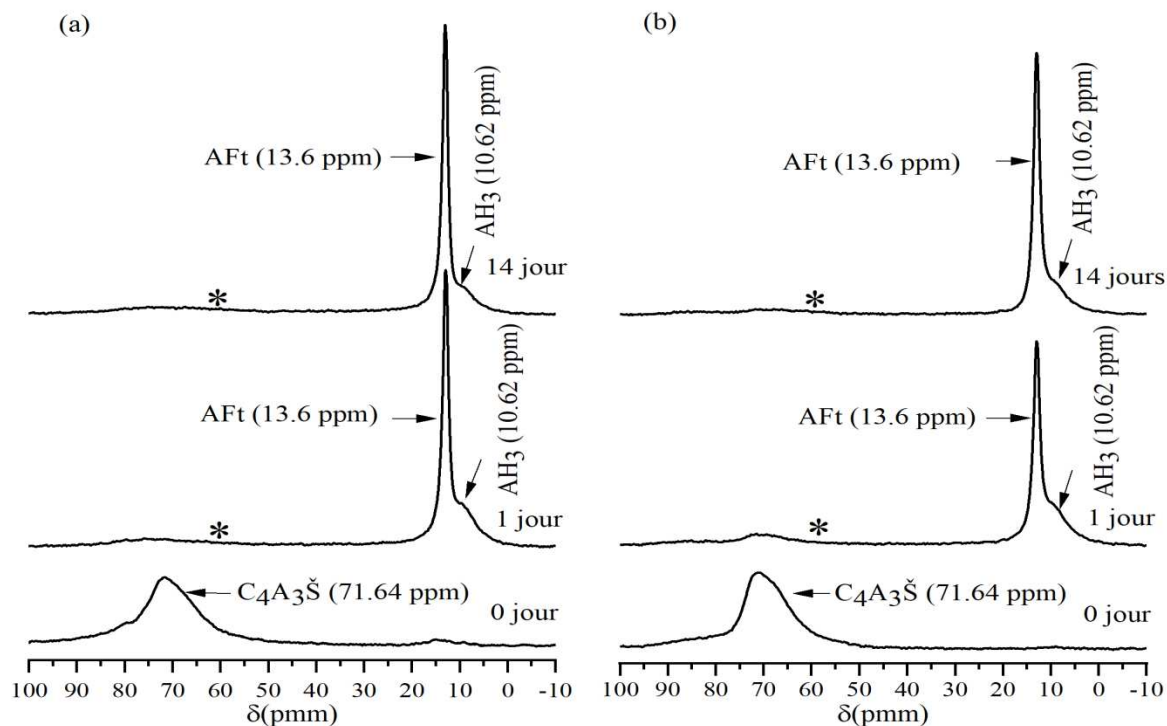 (a)
AFt (13.6 ppm)
AH3 (10.62 ppm)
14 jour
*
AFt (13.6 ppm)
AH3 (10.62 ppm)
1 jour
*
C4A3Š (71.64 ppm)
0 jour
100 90 80 70 60 50 40 30 20 10 0 -10
δ(pmm)
(b)
AFt (13.6 ppm)
AH3 (10.62 ppm)
14 jours
*
AFt (13.6 ppm)
AH3 (10.62 ppm)
1 jour
*
C4A3Š (71.64 ppm)
0 jour
100 90 80 70 60 50 40 30 20 10 0 -10
δ(pmm)